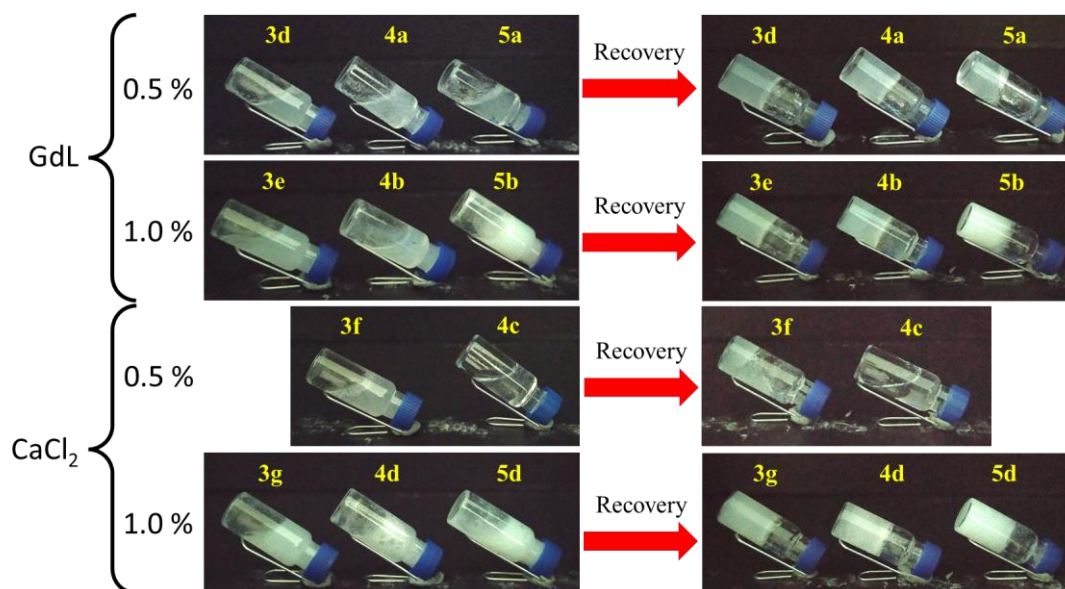 3d 4a 5a Recovery 3d 4a 5a
0.5 %
GdL
3e 4b 5b Recovery 3e 4b 5b
1.0 %
3f 4c Recovery 3f 4c
0.5 %
CaCl₂
3g 4d 5d Recovery 3g 4d 5d
1.0 %